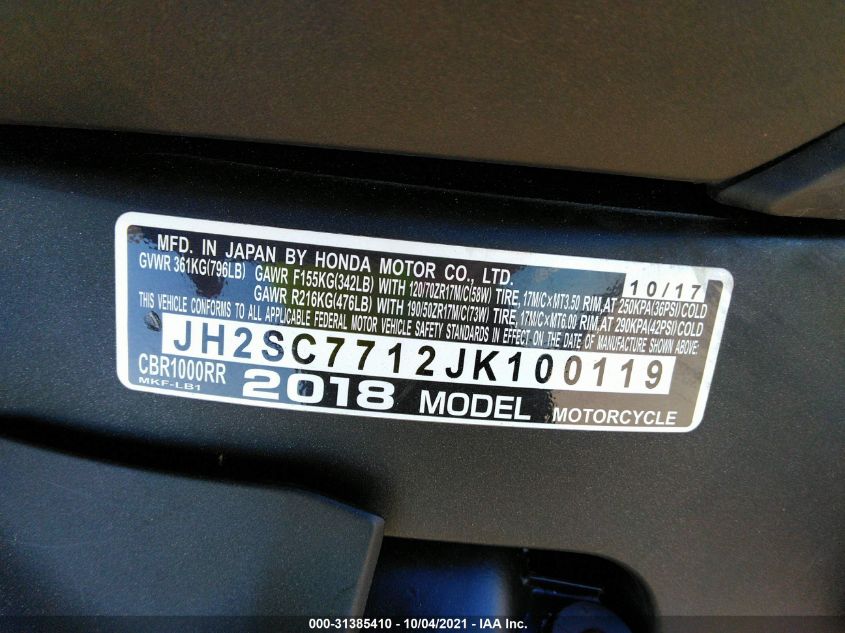 MFD. IN JAPAN BY HONDA MOTOR CO., LTD. 10/17
GVWR 361KG(796LB) GAWR F155KG(342LB) WITH 120/70ZR17M/C(58W) TIRE, 17M/C×MT3.50 RIM, AT 250KPA(36PSI)COLD
GAWR R216KG(476LB) WITH 190/50ZR17M/C(73W) TIRE, 17M/C×MT6.00 RIM, AT 290KPA(42PSI)COLD
THIS VEHICLE CONFORMS TO ALL APPLICABLE FEDERAL MOTOR VEHICLE SAFETY STANDARDS IN EFFECT ON THE DATE OF MANUFACTURE SHOWN ABOVE.
JH2SC7712JK100119
CBR1000RR
MKF-LB1
2018 MODEL MOTORCYCLE
000-31385410 - 10/04/2021 - IAA Inc.